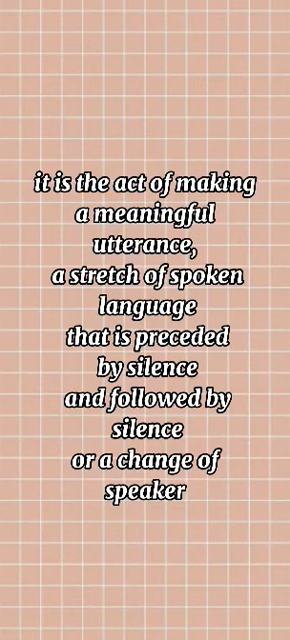 it is the act of making
a meaningful
utterance,
a stretch of spoken
language
that is preceded
by silence
and followed by
silence
or a change of
speaker